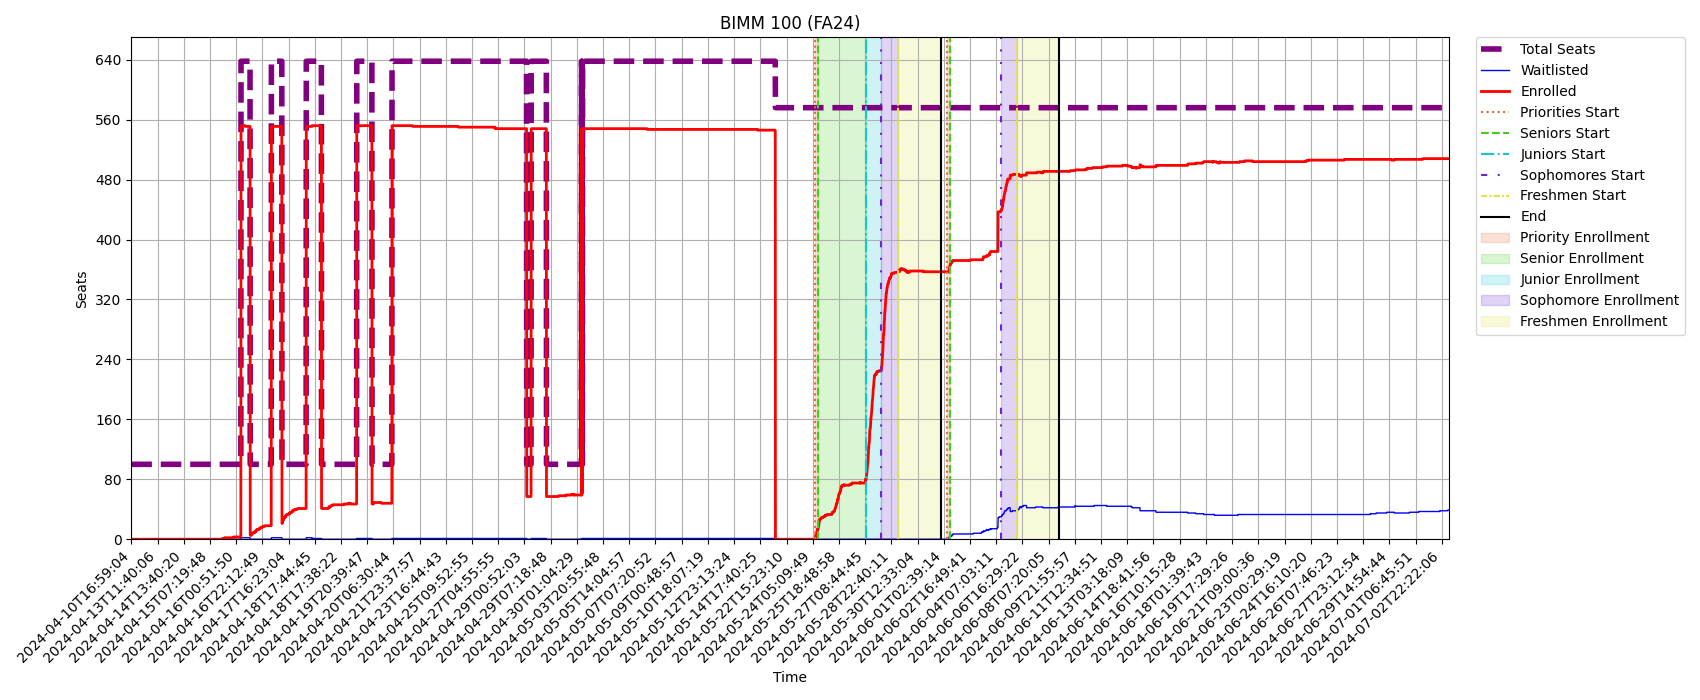 BIMM 100 (FA24)
Seats
640
560
480
400
320
240
160
80
0
2024-04-10T16:59:04
2024-04-13T11:40:06
2024-04-14T13:40:20
2024-04-15T07:19:48
2024-04-16T00:51:50
2024-04-16T22:12:49
2024-04-17T16:23:04
2024-04-18T17:44:45
2024-04-18T17:38:22
2024-04-19T20:39:47
2024-04-20T06:30:44
2024-04-21T23:37:57
2024-04-23T16:44:43
2024-04-25T09:52:55
2024-04-27T04:55:55
2024-04-29T00:52:03
2024-04-29T07:18:48
2024-04-30T01:04:29
2024-05-03T20:55:48
2024-05-05T14:04:57
2024-05-07T07:20:52
2024-05-09T00:48:57
2024-05-10T18:07:19
2024-05-12T23:13:24
2024-05-14T17:40:25
2024-05-22T15:23:10
2024-05-24T05:09:49
2024-05-25T18:48:58
2024-05-27T08:44:45
2024-05-28T22:40:11
2024-05-30T12:33:04
2024-06-01T02:39:14
2024-06-02T16:49:41
2024-06-04T07:03:11
2024-06-06T16:29:22
2024-06-08T07:20:05
2024-06-09T21:55:57
2024-06-11T12:34:51
2024-06-13T03:18:09
2024-06-14T18:41:56
2024-06-16T10:15:28
2024-06-18T01:39:43
2024-06-19T17:29:26
2024-06-21T09:00:36
2024-06-23T00:29:19
2024-06-24T16:10:20
2024-06-26T07:46:23
2024-06-27T23:12:54
2024-06-29T14:54:44
2024-07-01T06:45:51
2024-07-02T22:22:06
Time
Total Seats
Waitlisted
Enrolled
Priorities Start
Seniors Start
Juniors Start
Sophomores Start
Freshmen Start
End
Priority Enrollment
Senior Enrollment
Junior Enrollment
Sophomore Enrollment
Freshmen Enrollment